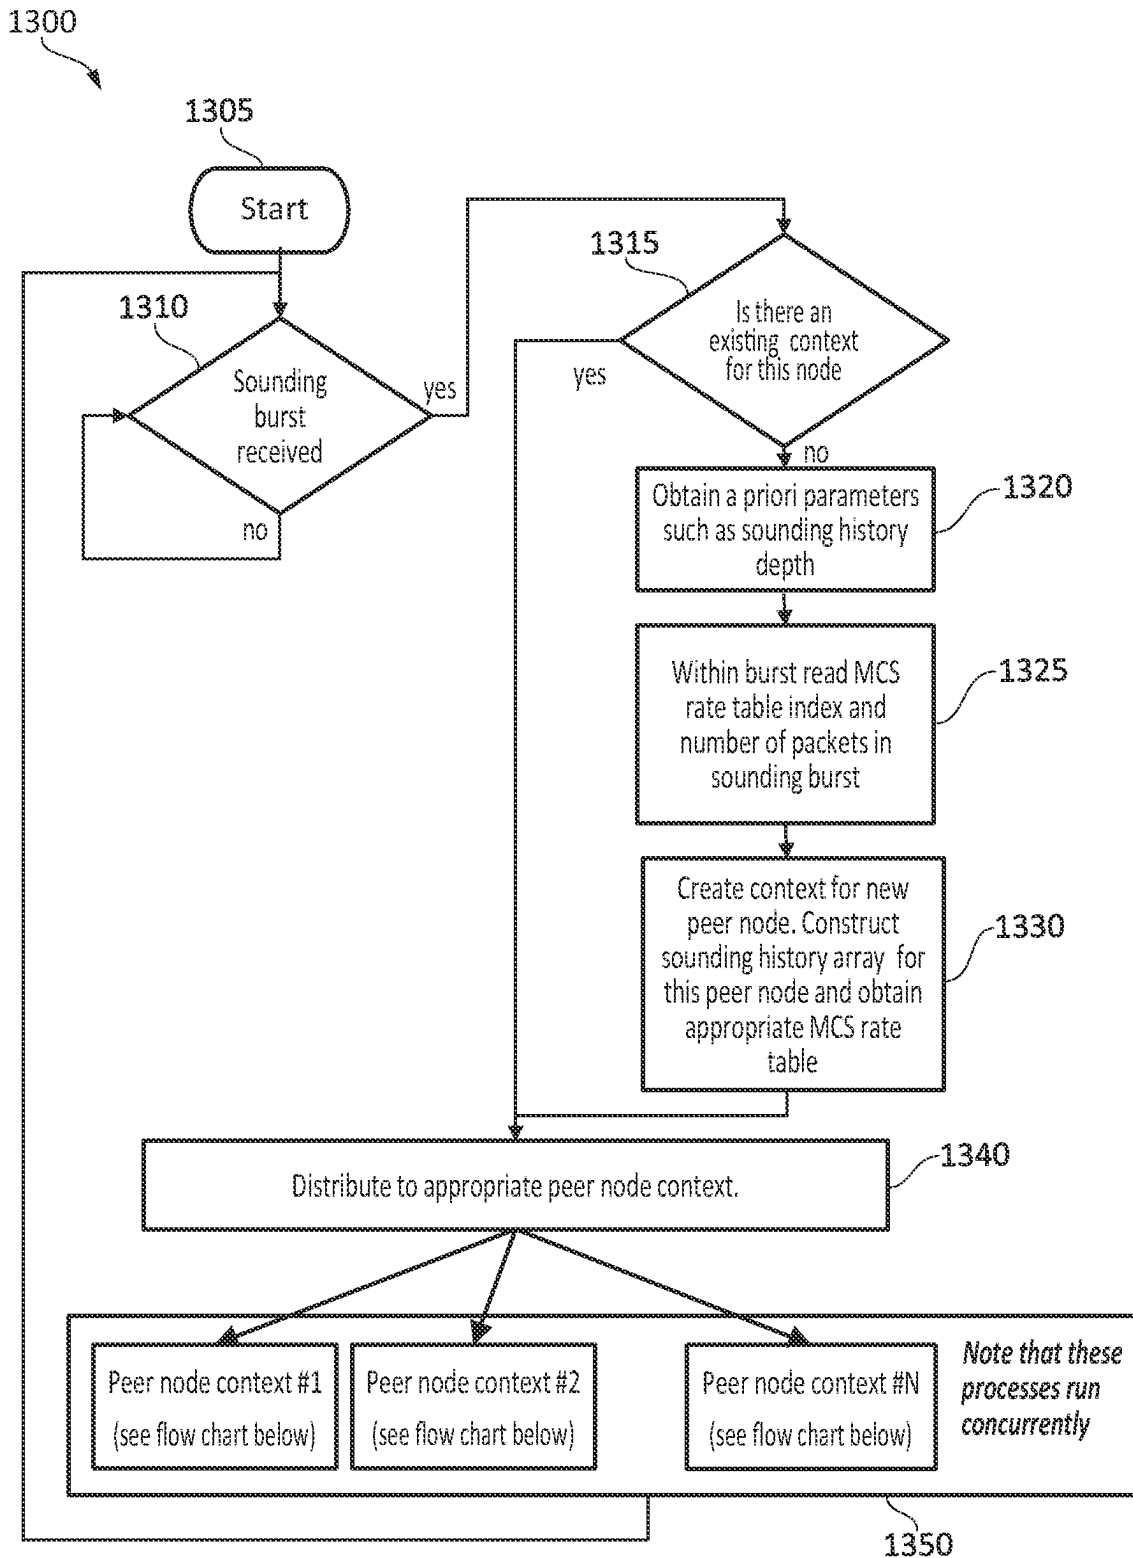 1300
1305
Start
1310
Sounding
burst
received
yes
no
1315
Is there an
existing context
for this node
yes
no
Obtain a priori parameters
such as sounding history
depth
1320
Within burst read MCS
rate table index and
number of packets in
sounding burst
1325
Create context for new
peer node. Construct
sounding history array for
this peer node and obtain
appropriate MCS rate
table
1330
Distribute to appropriate peer node context.
1340
Peer node context #1
(see flow chart below)
Peer node context #2
(see flow chart below)
Peer node context #N
(see flow chart below)
Note that these
processes run
concurrently
1350